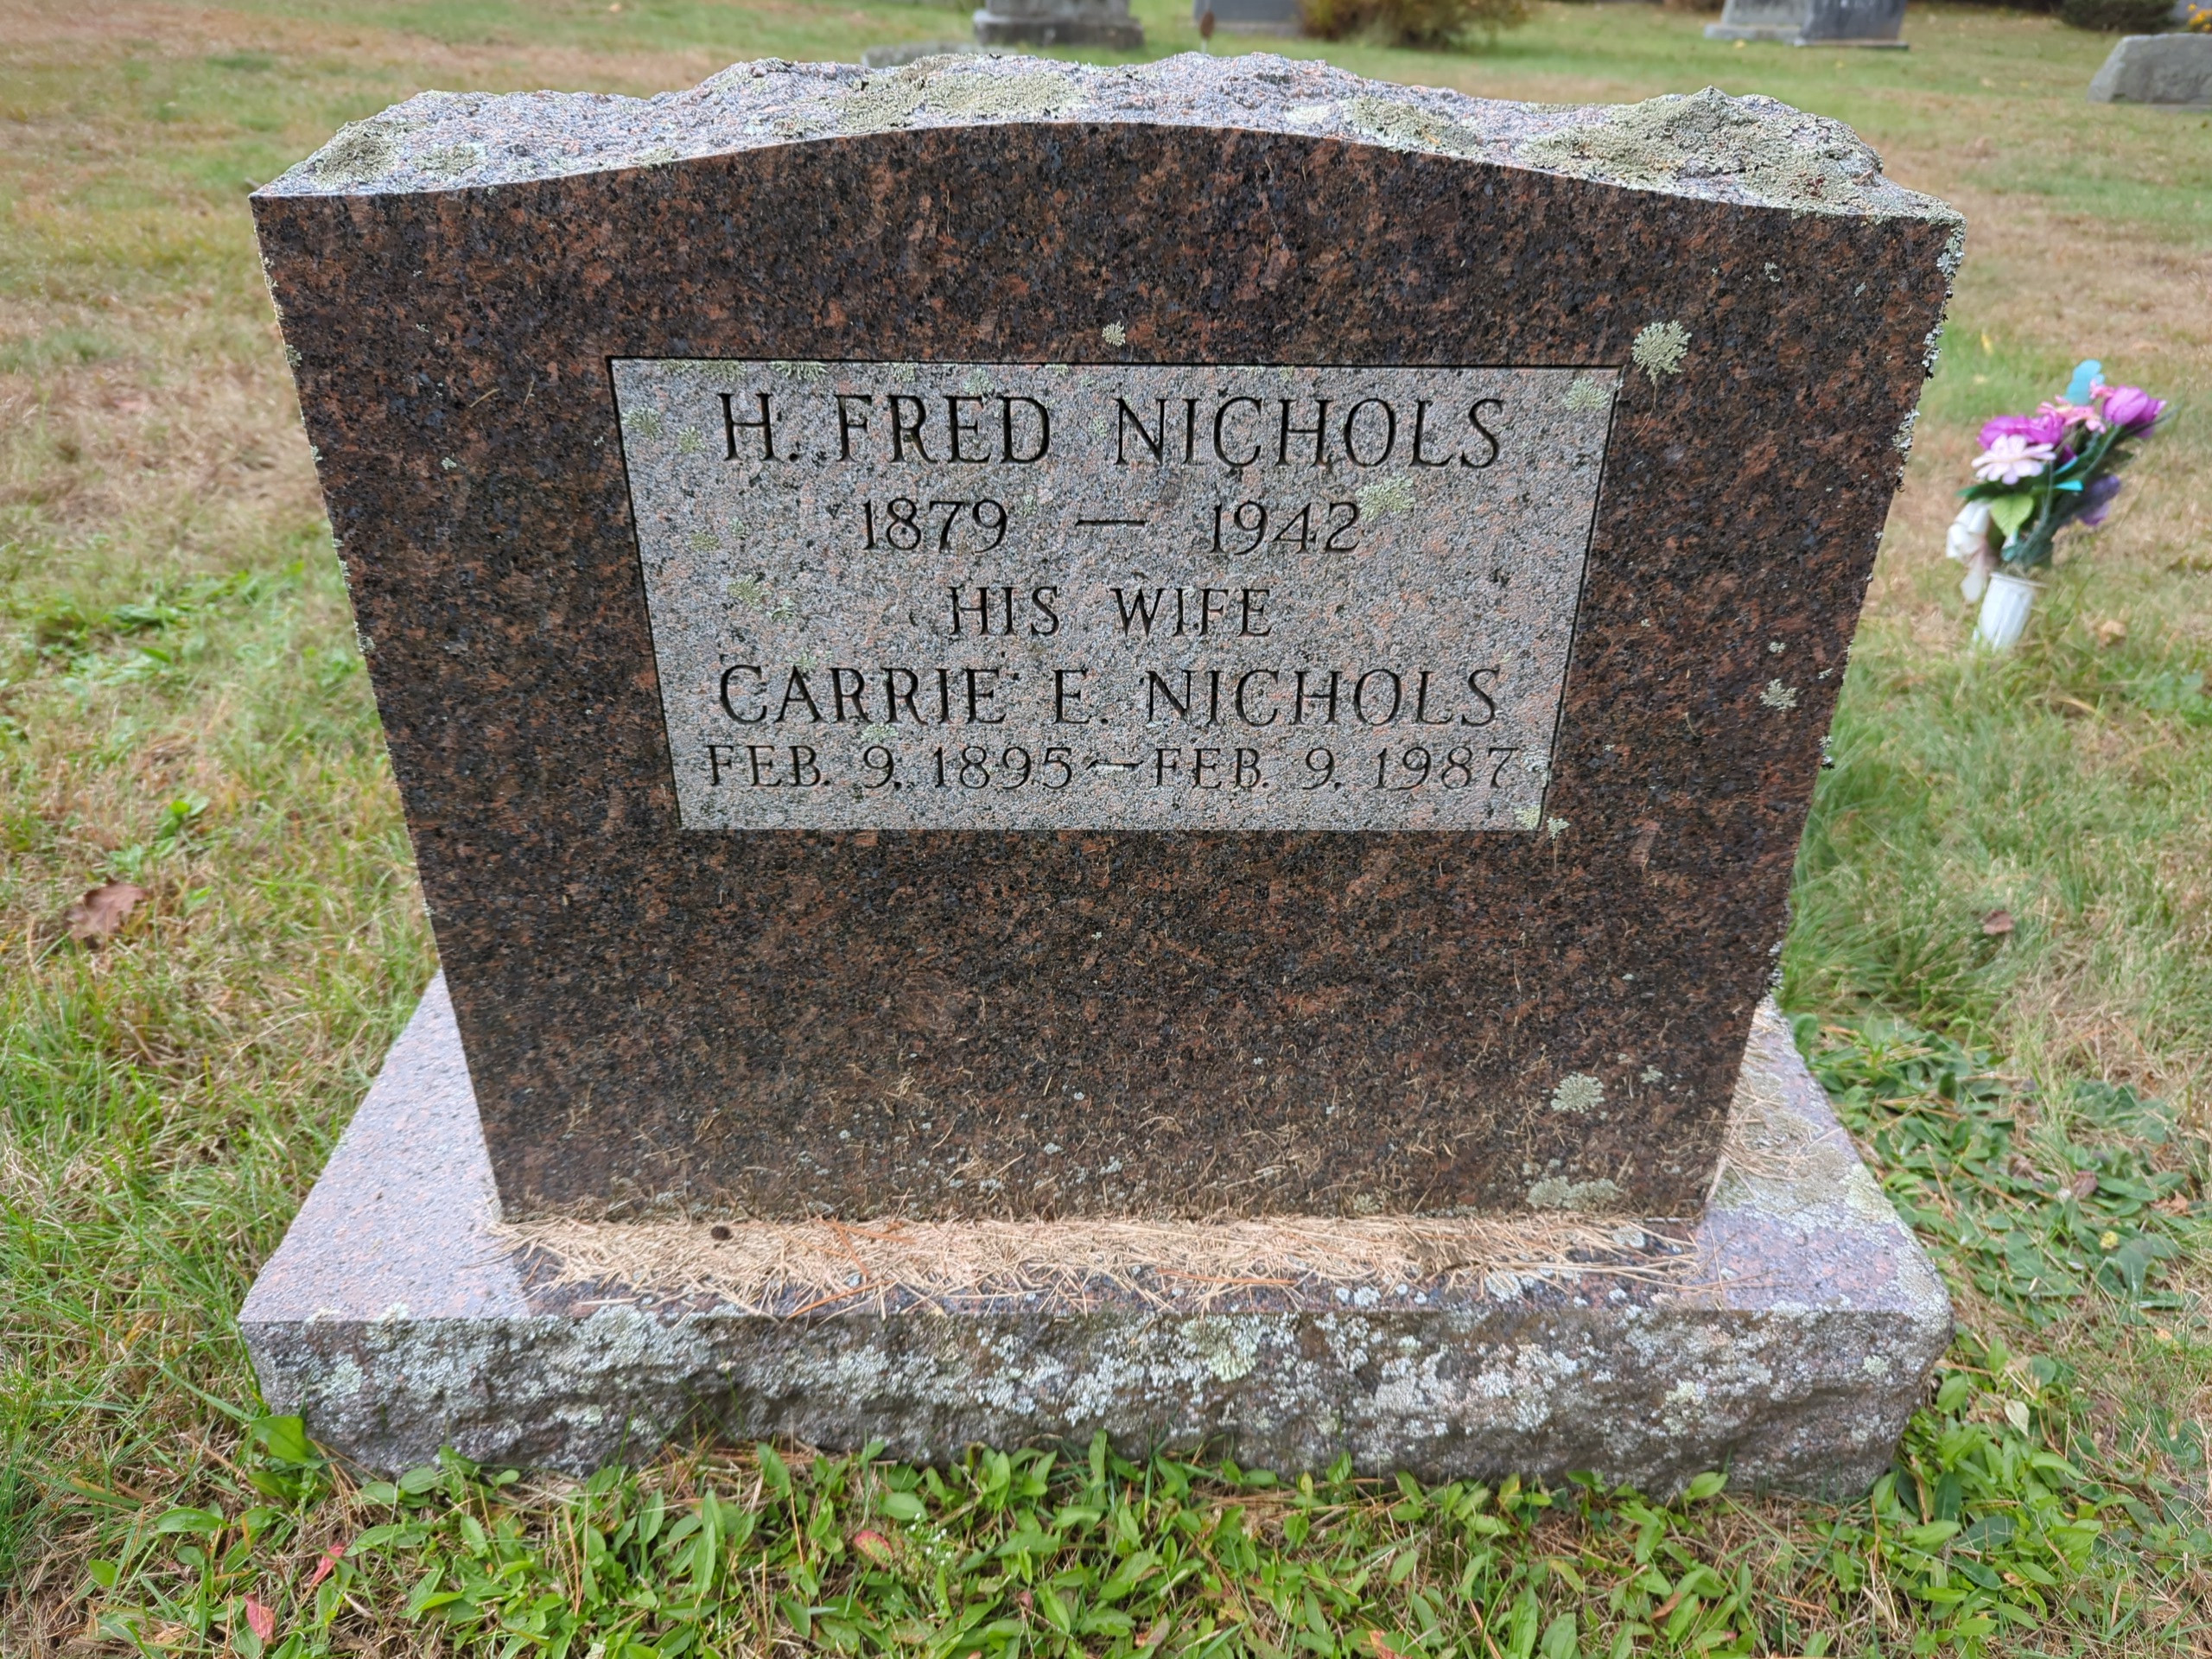 H. FRED NICHOLS
1879 — 1942
HIS WIFE
CARRIE E. NICHOLS
FEB. 9, 1895 — FEB. 9, 1987